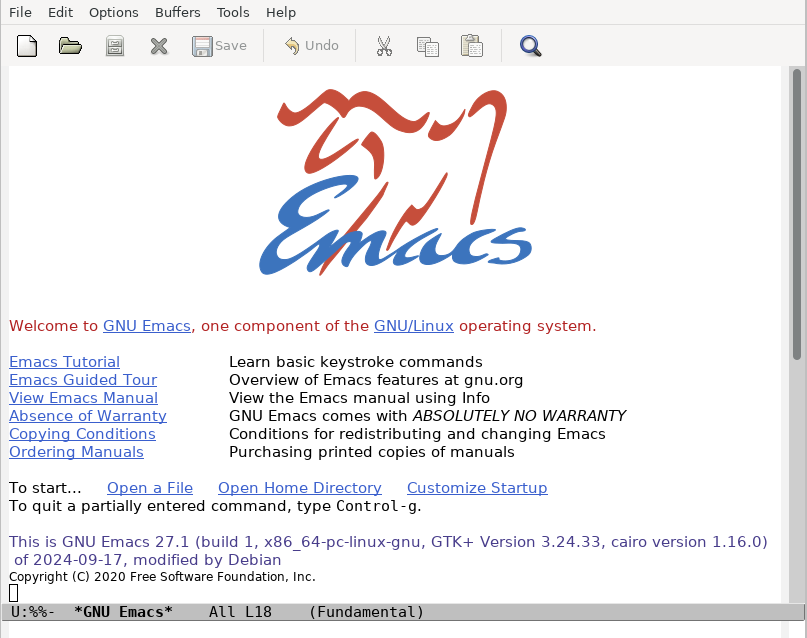 File Edit Options Buffers Tools Help
Save Undo
Emacs
Welcome to GNU Emacs, one component of the GNU/Linux operating system.
Emacs Tutorial Learn basic keystroke commands
Emacs Guided Tour Overview of Emacs features at gnu.org
View Emacs Manual View the Emacs manual using Info
Absence of Warranty GNU Emacs comes with ABSOLUTELY NO WARRANTY
Copying Conditions Conditions for redistributing and changing Emacs
Ordering Manuals Purchasing printed copies of manuals
To start... Open a File Open Home Directory Customize Startup
To quit a partially entered command, type Control-g.
This is GNU Emacs 27.1 (build 1, x86_64-pc-linux-gnu, GTK+ Version 3.24.33, cairo version 1.16.0)
of 2024-09-17, modified by Debian
Copyright (C) 2020 Free Software Foundation, Inc.
U:%%- *GNU Emacs* All L18 (Fundamental)